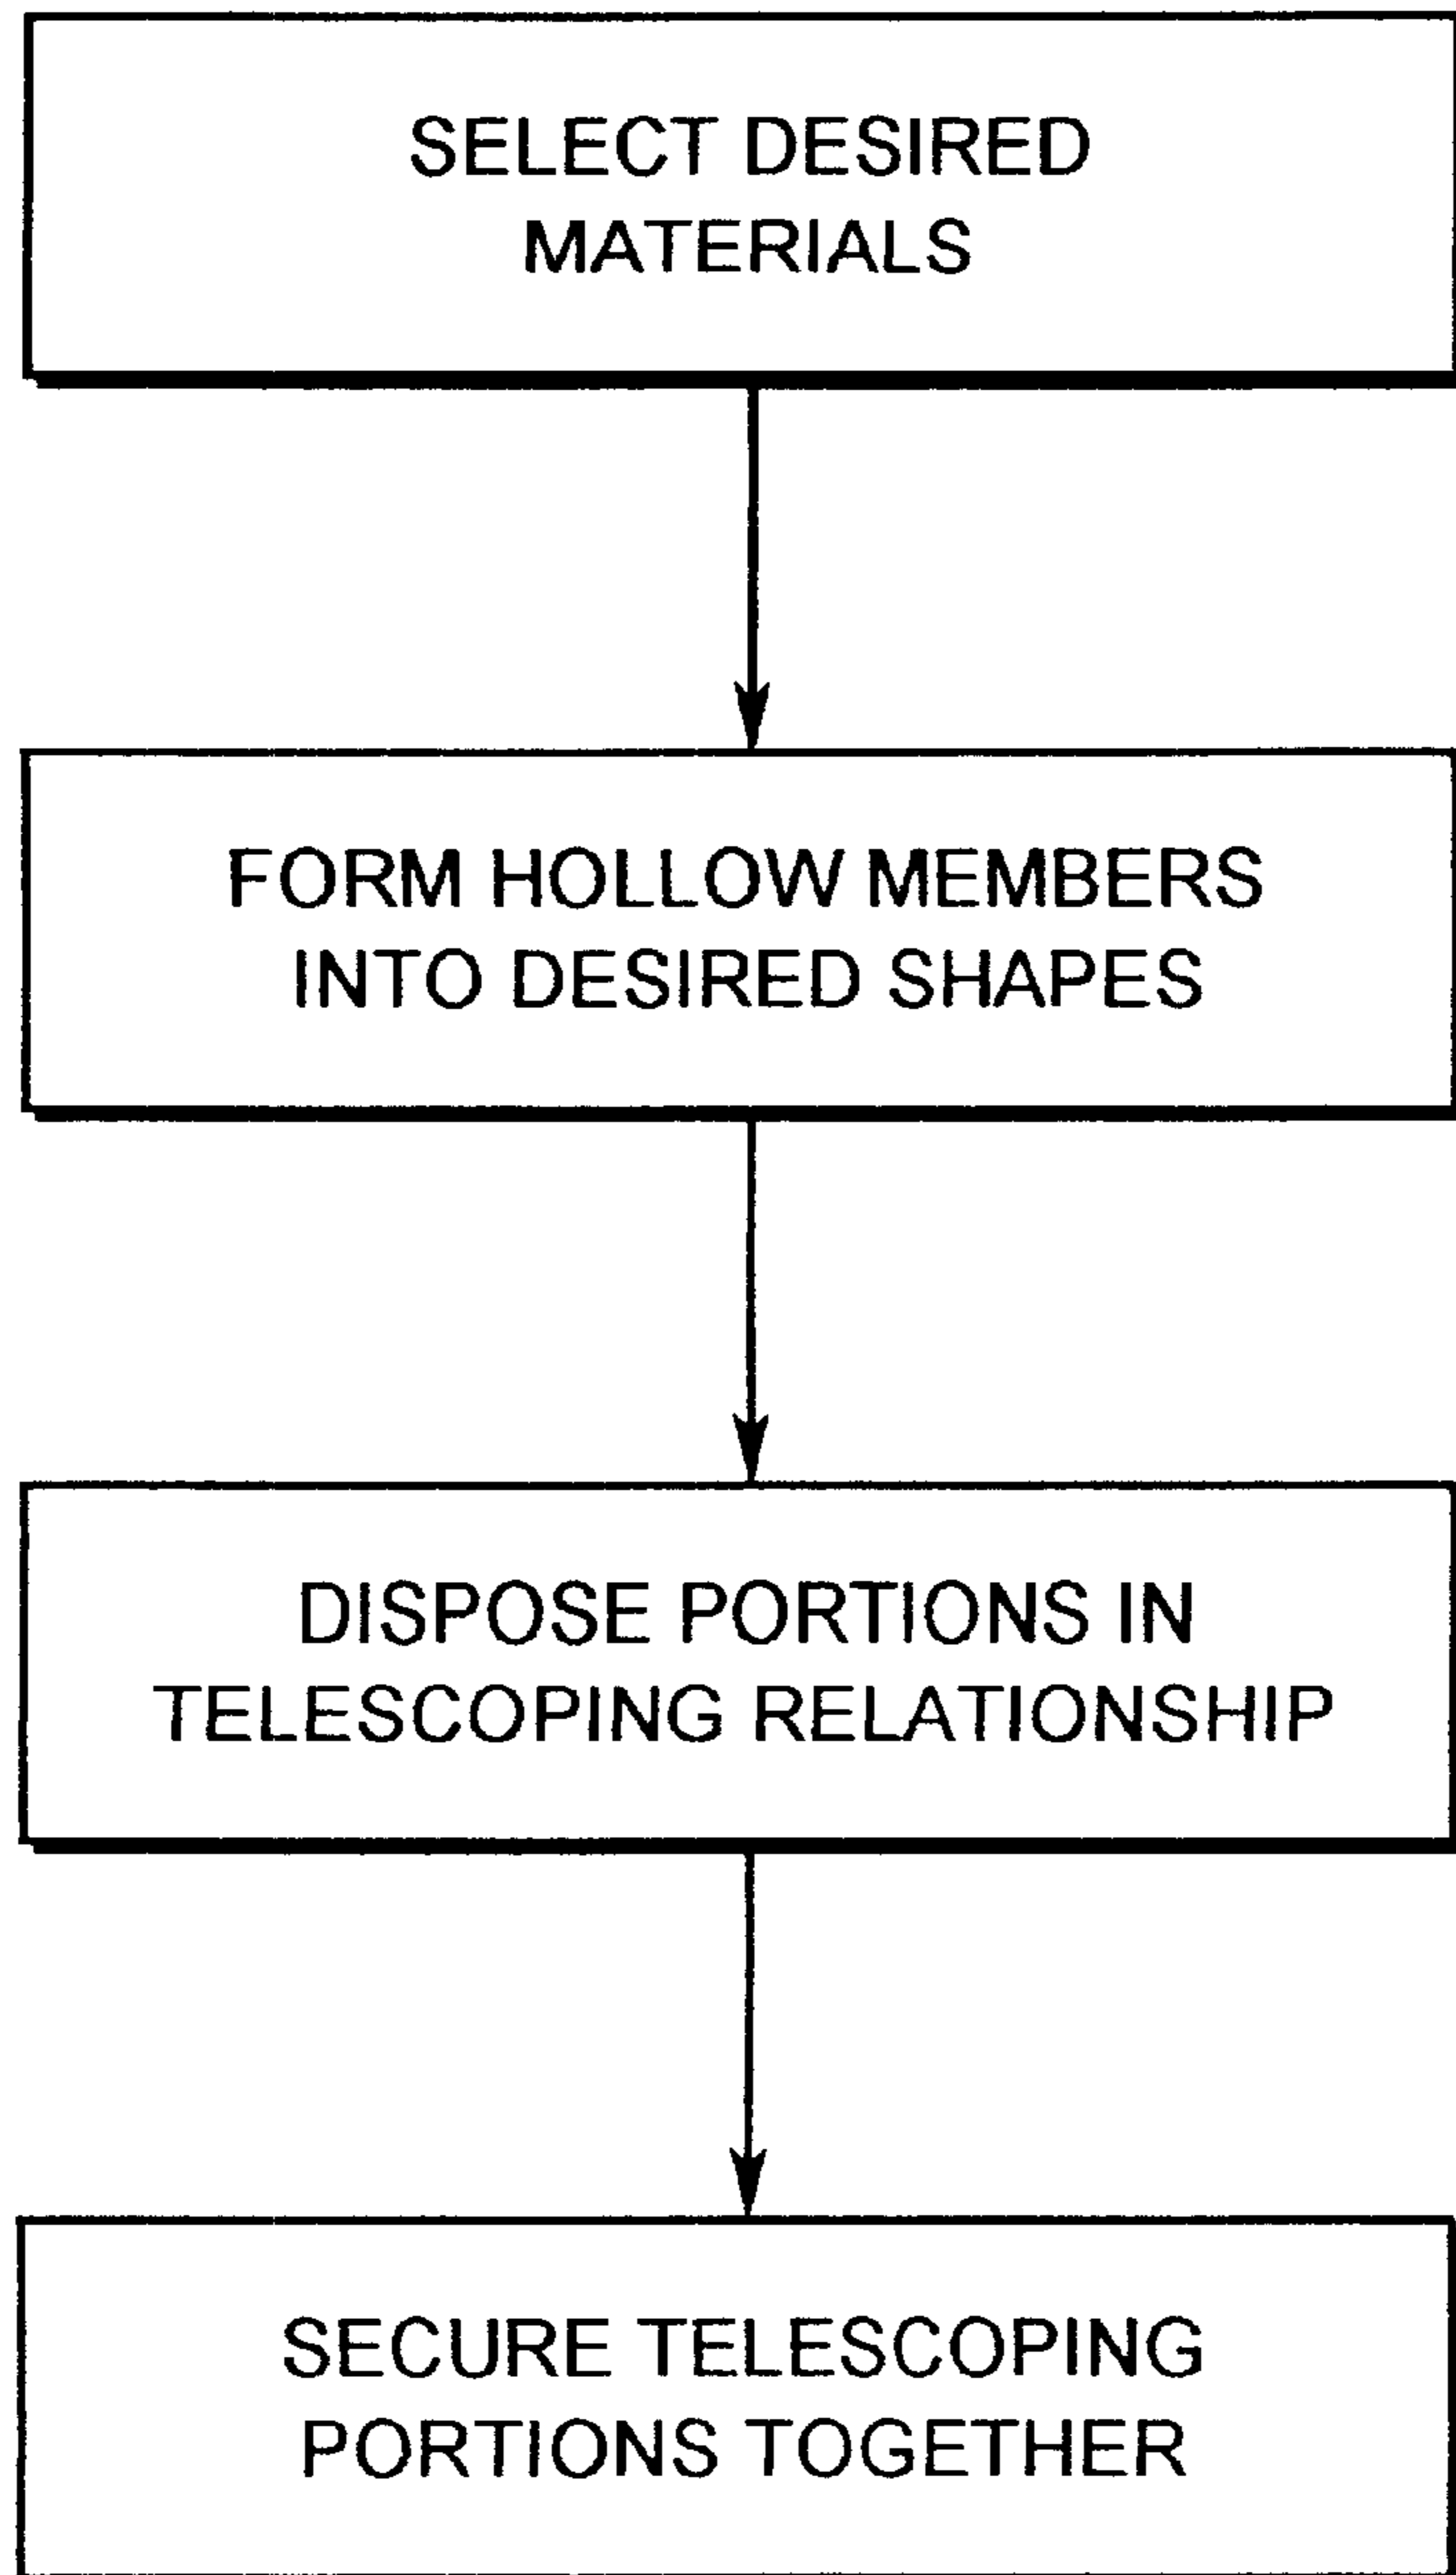 SELECT DESIRED
MATERIALS
FORM HOLLOW MEMBERS
INTO DESIRED SHAPES
DISPOSE PORTIONS IN
TELESCOPING RELATIONSHIP
SECURE TELESCOPING
PORTIONS TOGETHER